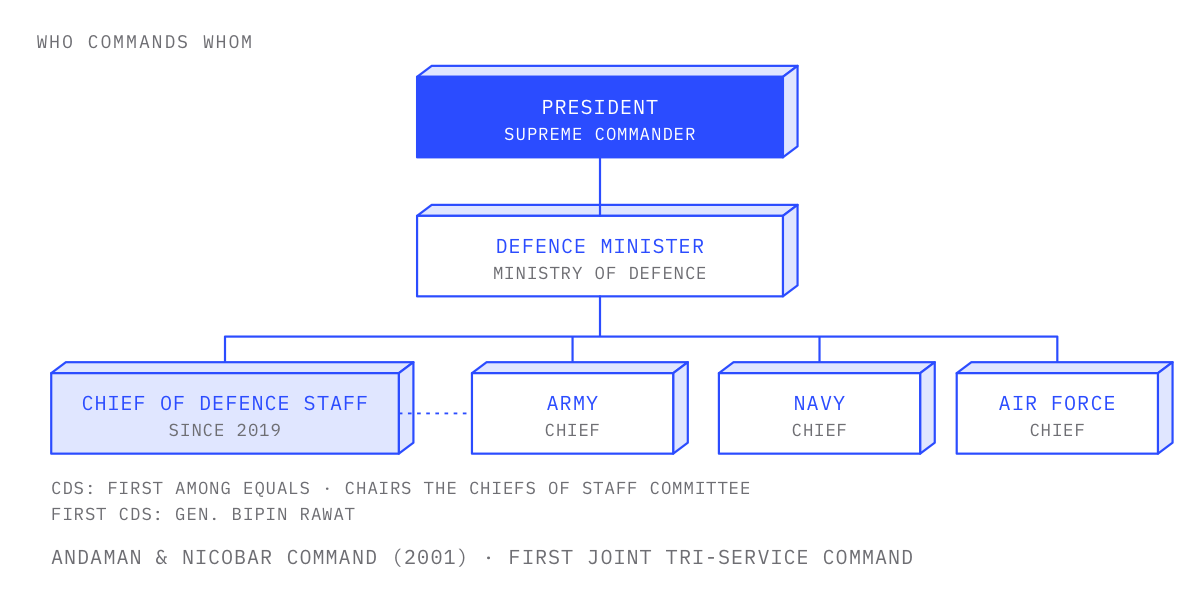 WHO COMMANDS WHOM
PRESIDENT
SUPREME COMMANDER
DEFENCE MINISTER
MINISTRY OF DEFENCE
CHIEF OF DEFENCE STAFF
SINCE 2019
ARMY
CHIEF
NAVY
CHIEF
AIR FORCE
CHIEF
CDS: FIRST AMONG EQUALS · CHAIRS THE CHIEFS OF STAFF COMMITTEE
FIRST CDS: GEN. BIPIN RAWAT
ANDAMAN & NICOBAR COMMAND (2001) · FIRST JOINT TRI-SERVICE COMMAND